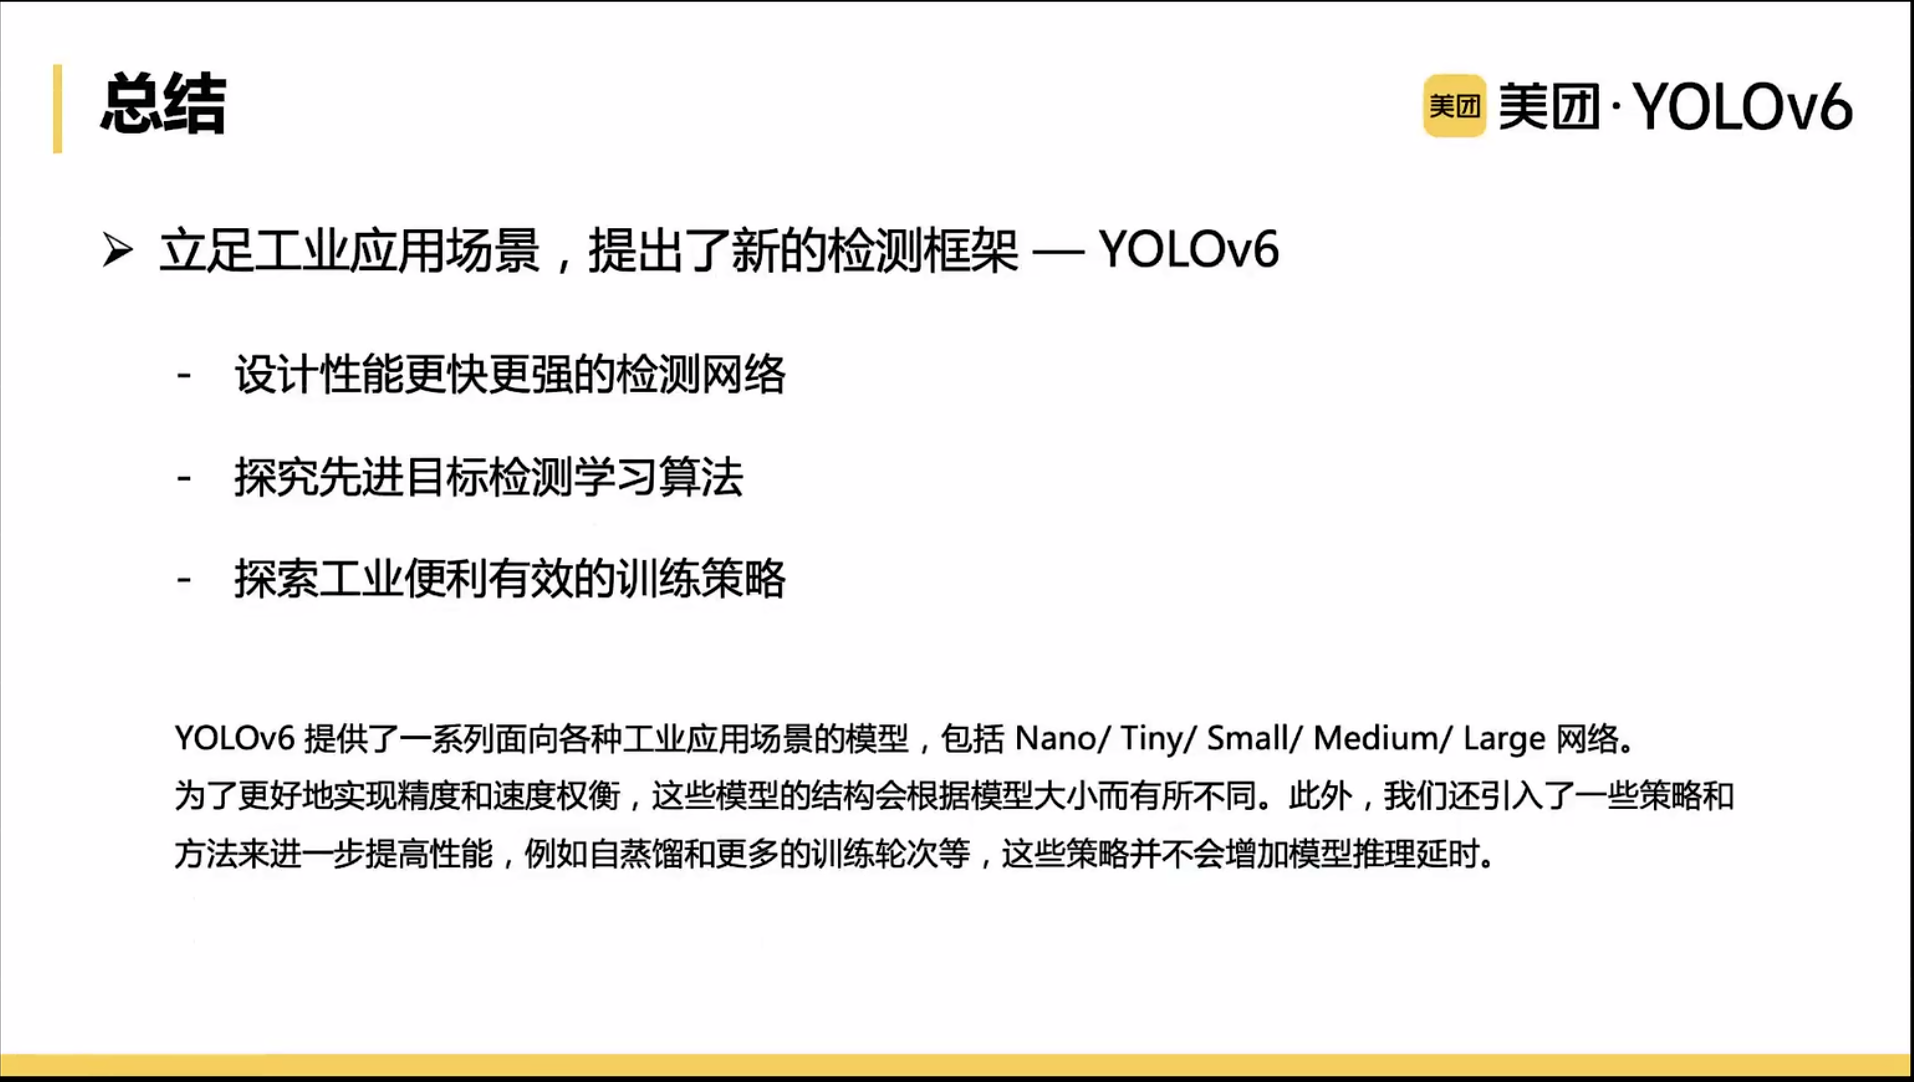 总结
美团 美团·YOLOv6
➢ 立足工业应用场景，提出了新的检测框架 — YOLOv6
- 设计性能更快更强的检测网络
- 探究先进目标检测学习算法
- 探索工业便利有效的训练策略
YOLOv6 提供了一系列面向各种工业应用场景的模型，包括 Nano/ Tiny/ Small/ Medium/ Large 网络。
为了更好地实现精度和速度权衡，这些模型的结构会根据模型大小而有所不同。此外，我们还引入了一些策略和
方法来进一步提高性能，例如自蒸馏和更多的训练轮次等，这些策略并不会增加模型推理延时。